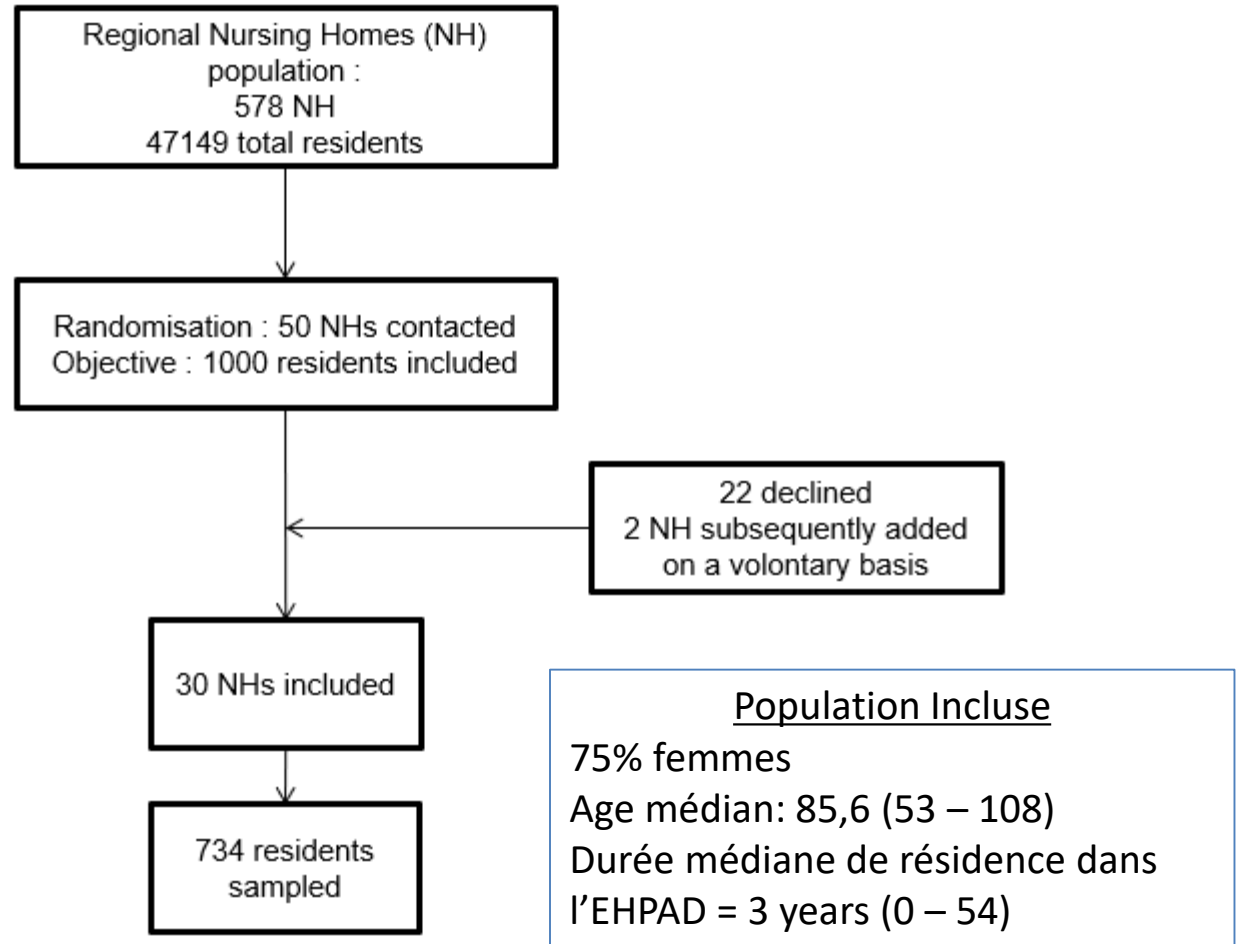 Regional Nursing Homes (NH)
population :
578 NH
47149 total residents
Randomisation : 50 NHs contacted
Objective : 1000 residents included
22 declined
2 NH subsequently added
on a volontary basis
30 NHs included
734 residents
sampled
Population Incluse
75% femmes
Age médian: 85,6 (53 – 108)
Durée médiane de résidence dans
l’EHPAD = 3 years (0 – 54)